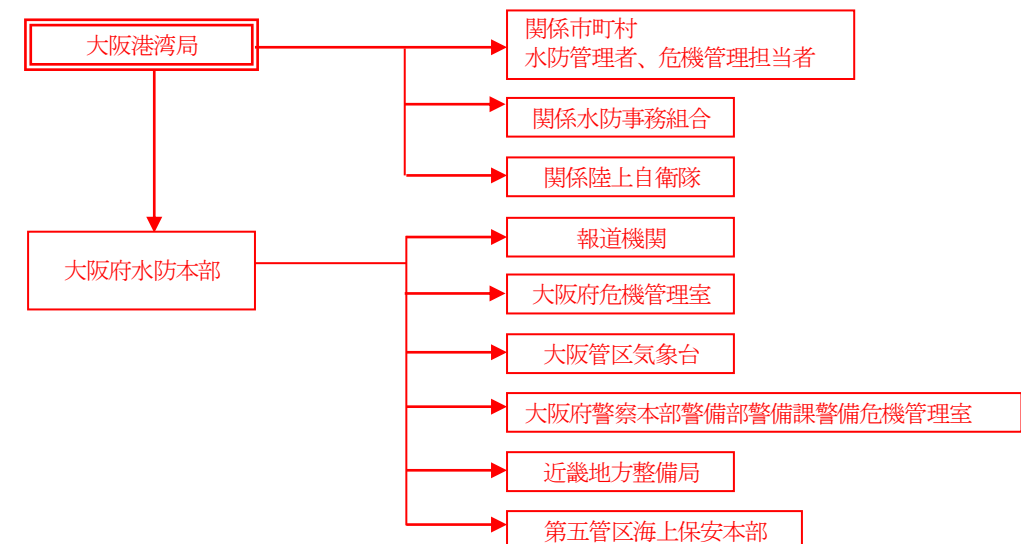 大阪港湾局
関係市町村
水防管理者、危機管理担当者
関係水防事務組合
関係陸上自衛隊
大阪府水防本部
報道機関
大阪府危機管理室
大阪管区気象台
大阪府警察本部警備部警備課警備危機管理室
近畿地方整備局
第五管区海上保安本部